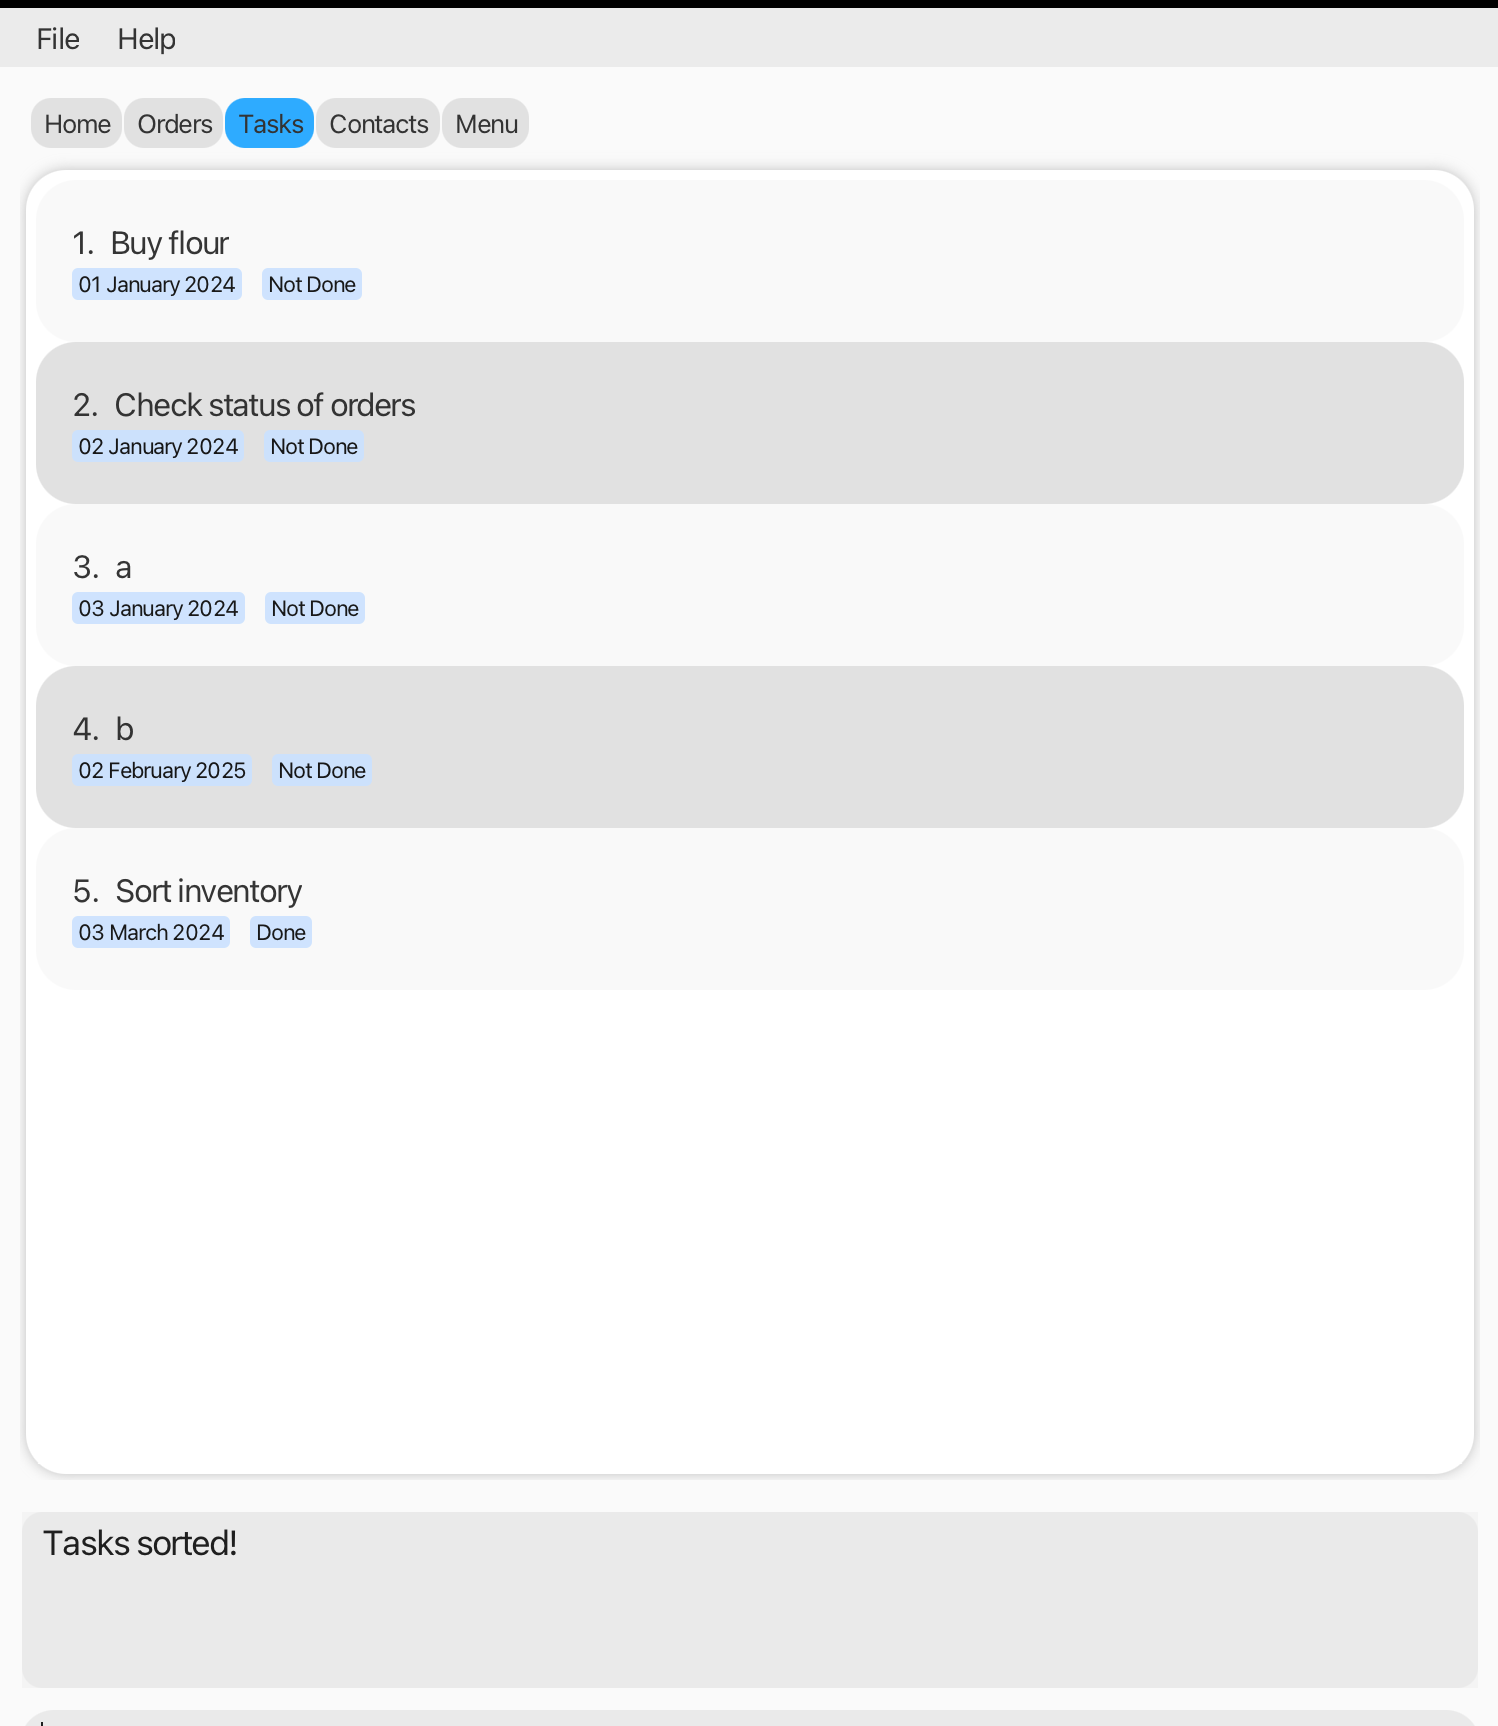 File Help
Home Orders Tasks Contacts Menu
1. Buy flour
01 January 2024 Not Done
2. Check status of orders
02 January 2024 Not Done
3. a
03 January 2024 Not Done
4. b
02 February 2025 Not Done
5. Sort inventory
03 March 2024 Done
Tasks sorted!